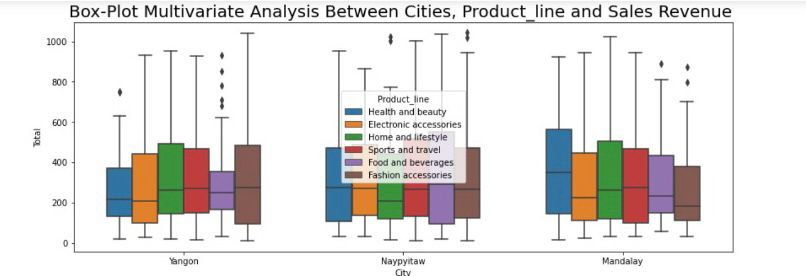 Box-Plot Multivariate Analysis Between Cities, Product_line and Sales Revenue
1000
800
600
400
200
0
Total
Product_line
Health and beauty
Electronic accessories
Home and lifestyle
Sports and travel
Food and beverages
Fashion accessories
Yangon
Naypyitaw
Mandalay
City